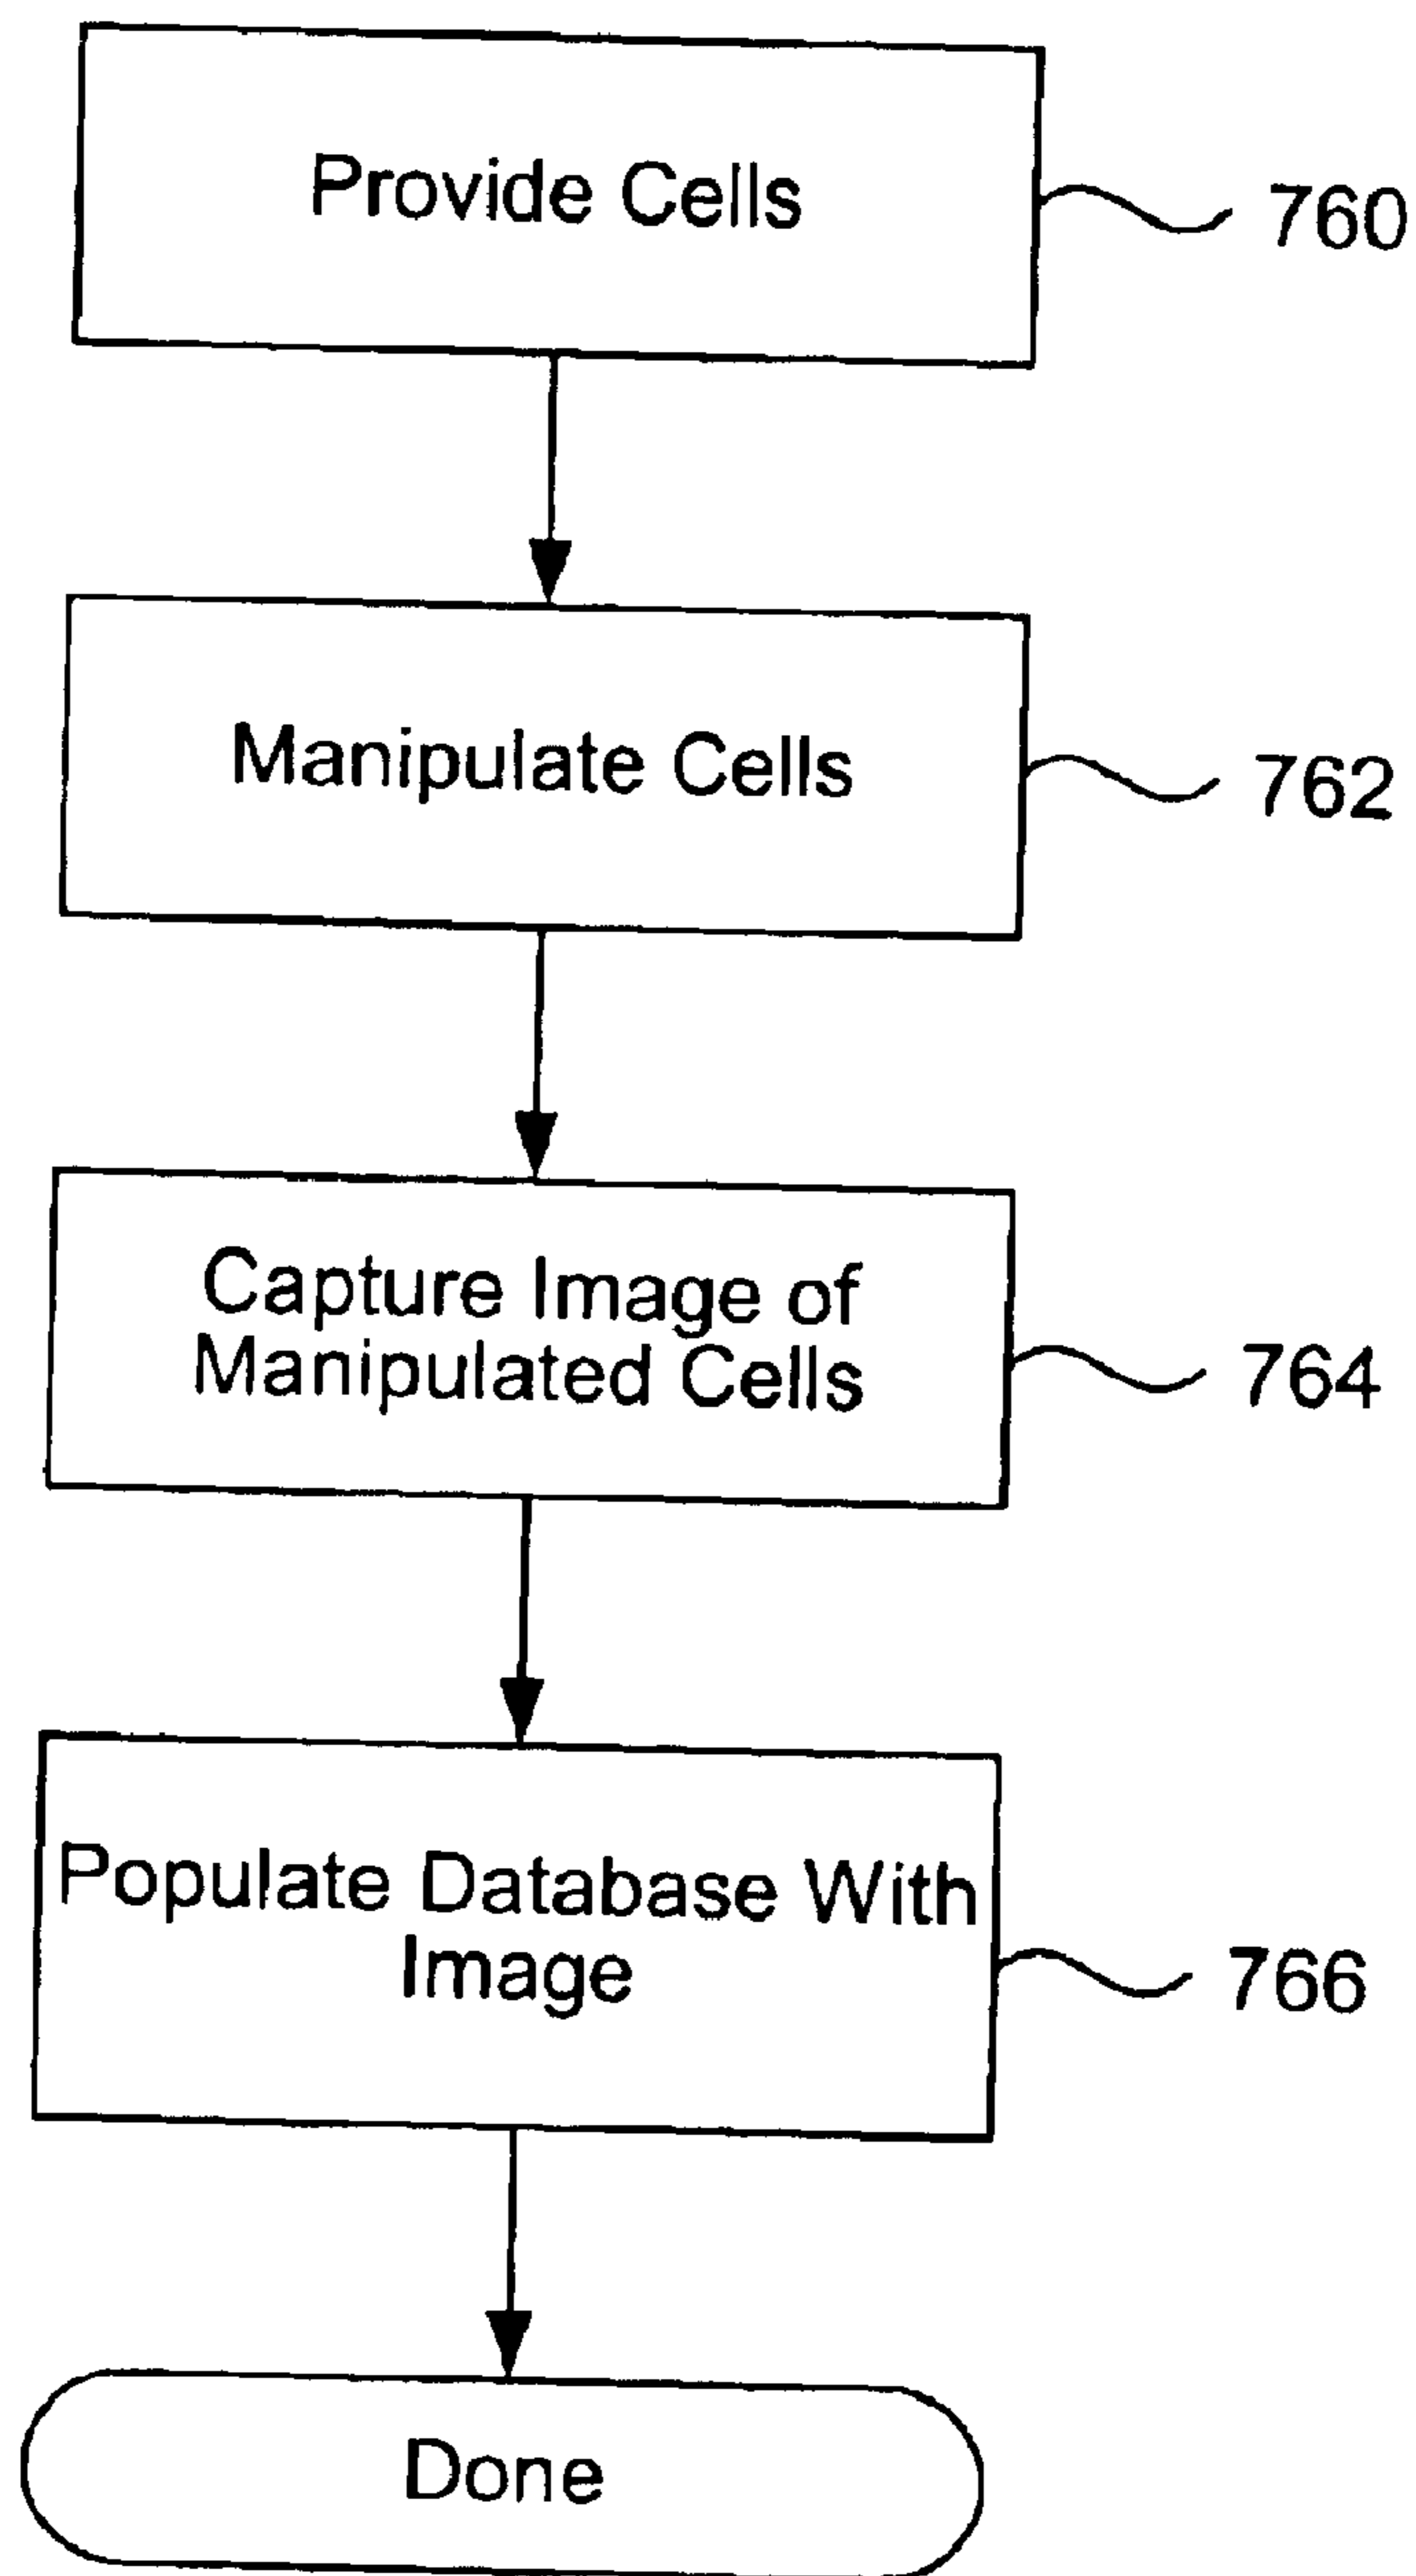 Provide Cells
760
Manipulate Cells
762
Capture Image of
Manipulated Cells
764
Populate Database With
Image
766
Done